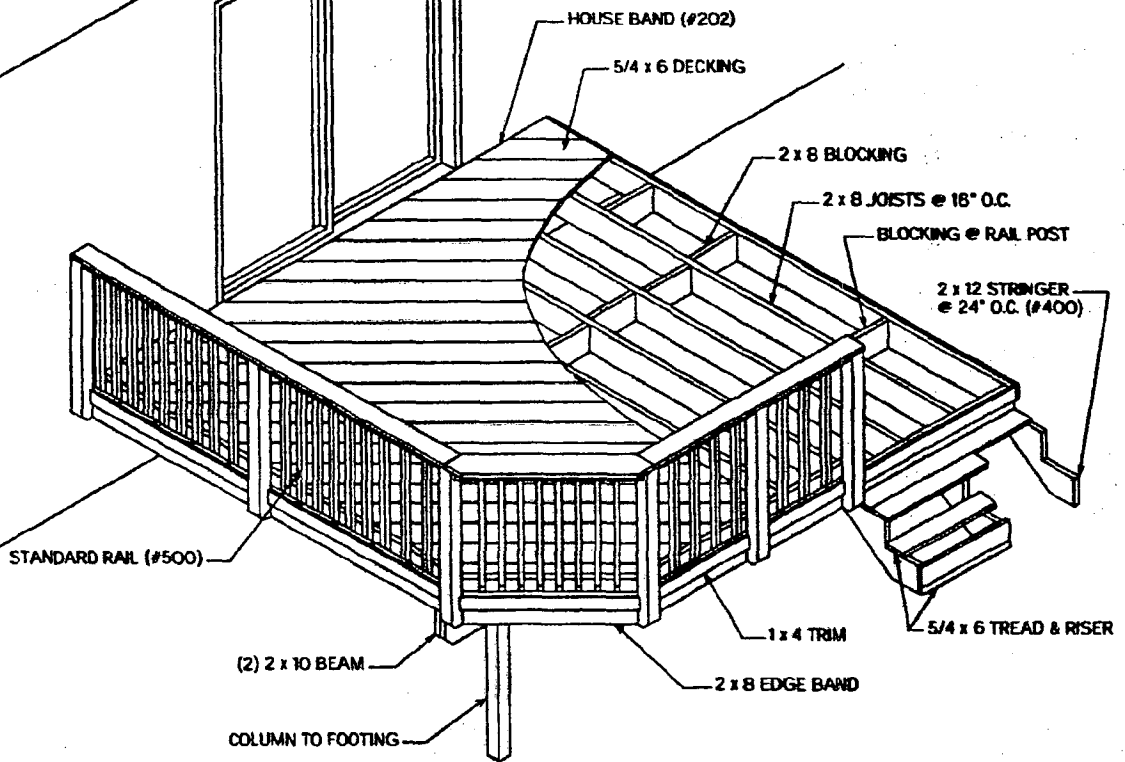 HOUSE BAND (#202)
5/4 x 6 DECKING
2 x 8 BLOCKING
2 x 8 JOISTS @ 16" O.C.
BLOCKING @ RAIL POST
2 x 12 STRINGER
@ 24" O.C. (#400)
STANDARD RAIL (#500)
5/4 x 6 TREAD & RISER
1 x 4 TRIM
(2) 2 x 10 BEAM
2 x 8 EDGE BAND
COLUMN TO FOOTING